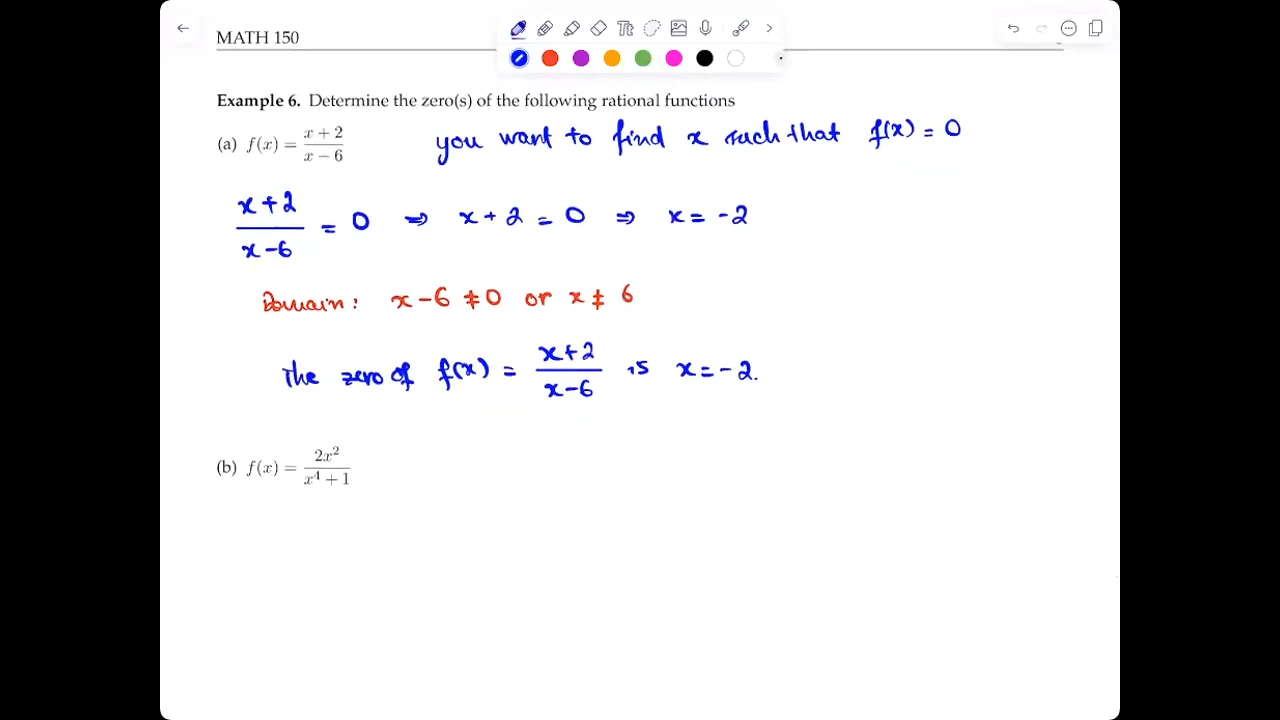 MATH 150
Example 6. Determine the zero(s) of the following rational functions
(a) f(x) = (x + 2)/(x − 6) you want to find x such that f(x) = 0
(x+2)/(x-6) = 0 ⇒ x + 2 = 0 ⇒ x = -2
Domain: x - 6 ≠ 0 or x ≠ 6
The zero of f(x) = (x+2)/(x-6) is x = -2.
(b) f(x) = 2x²/(x⁴ + 1)